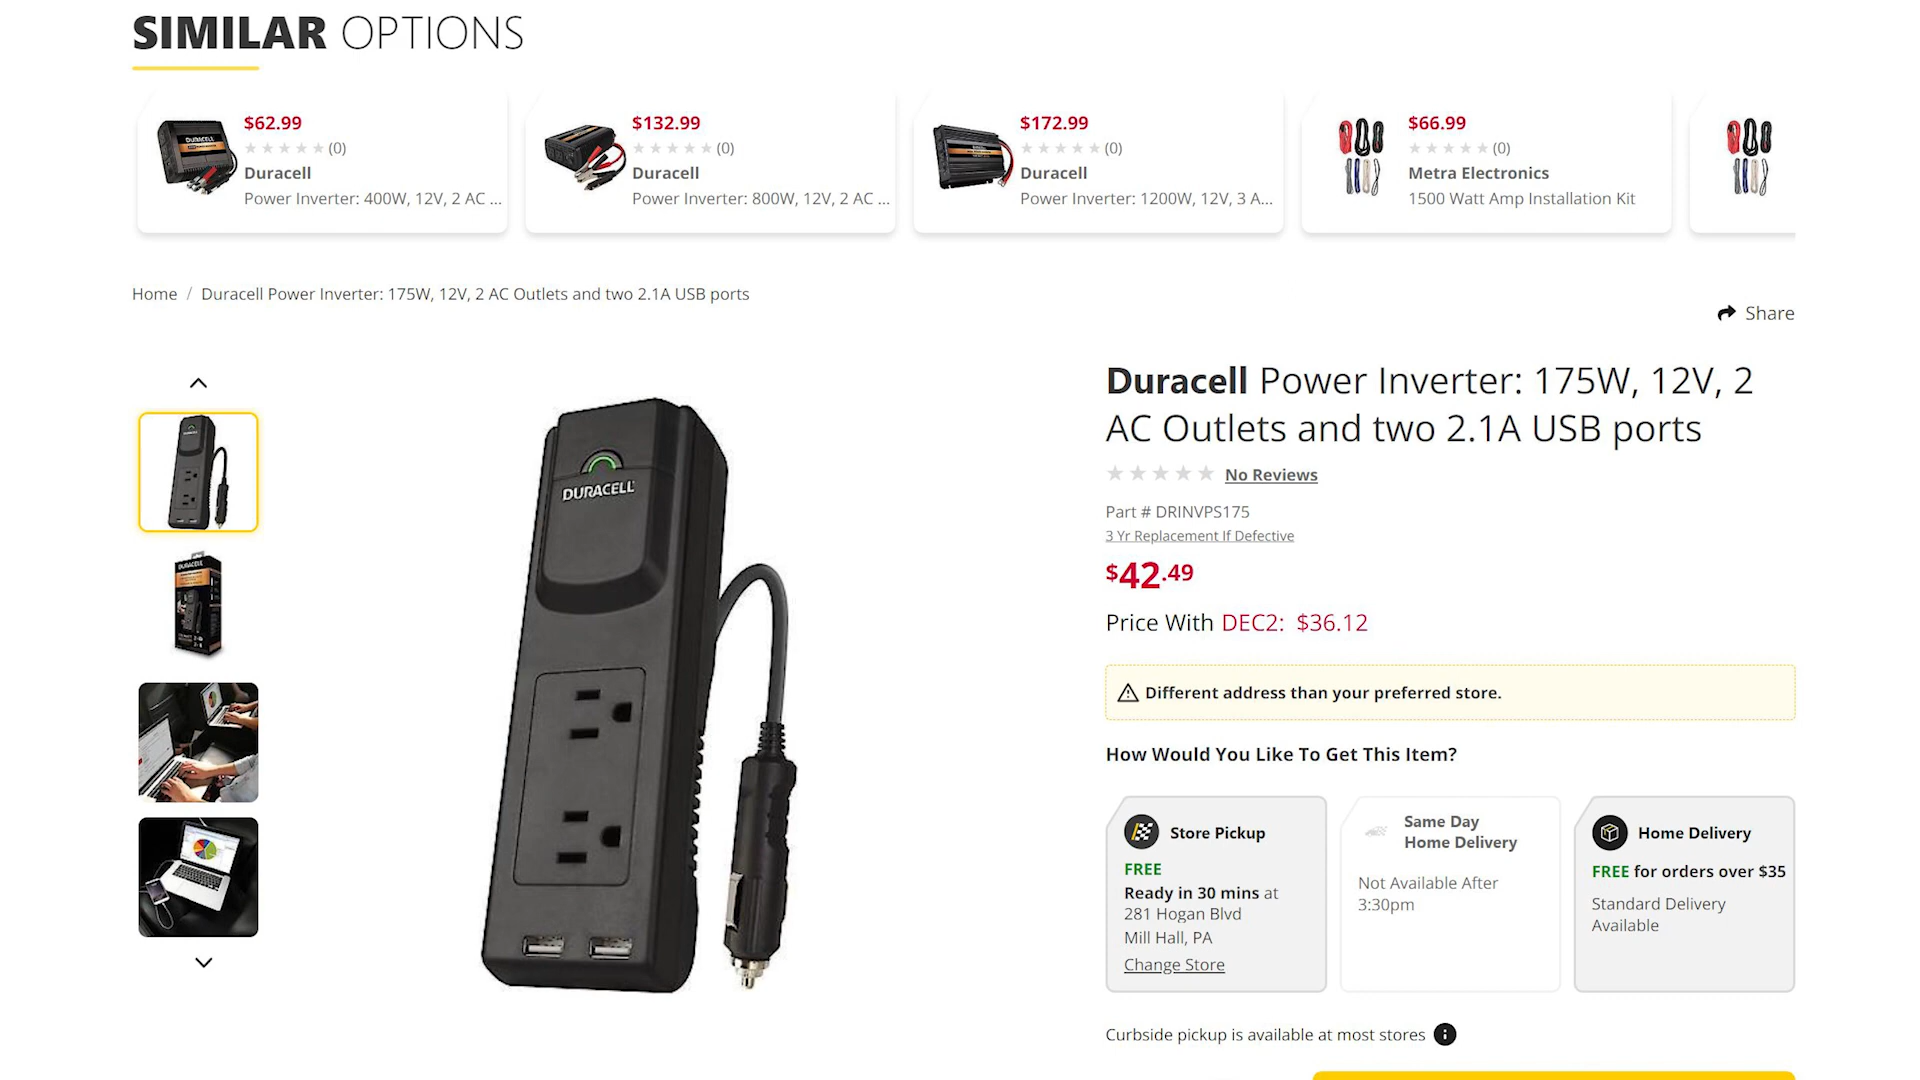 SIMILAR OPTIONS
$62.99
(0)
Duracell
Power Inverter: 400W, 12V, 2 AC ...
$132.99
(0)
Duracell
Power Inverter: 800W, 12V, 2 AC ...
$172.99
(0)
Duracell
Power Inverter: 1200W, 12V, 3 A...
$66.99
(0)
Metra Electronics
1500 Watt Amp Installation Kit
Home / Duracell Power Inverter: 175W, 12V, 2 AC Outlets and two 2.1A USB ports
Share
DURACELL
Duracell Power Inverter: 175W, 12V, 2
AC Outlets and two 2.1A USB ports
No Reviews
Part # DRINVPS175
3 Yr Replacement If Defective
$42.49
Price With DEC2: $36.12
Different address than your preferred store.
How Would You Like To Get This Item?
Store Pickup
FREE
Ready in 30 mins at
281 Hogan Blvd
Mill Hall, PA
Change Store
Same Day
Home Delivery
Not Available After
3:30pm
Home Delivery
FREE for orders over $35
Standard Delivery
Available
Curbside pickup is available at most stores